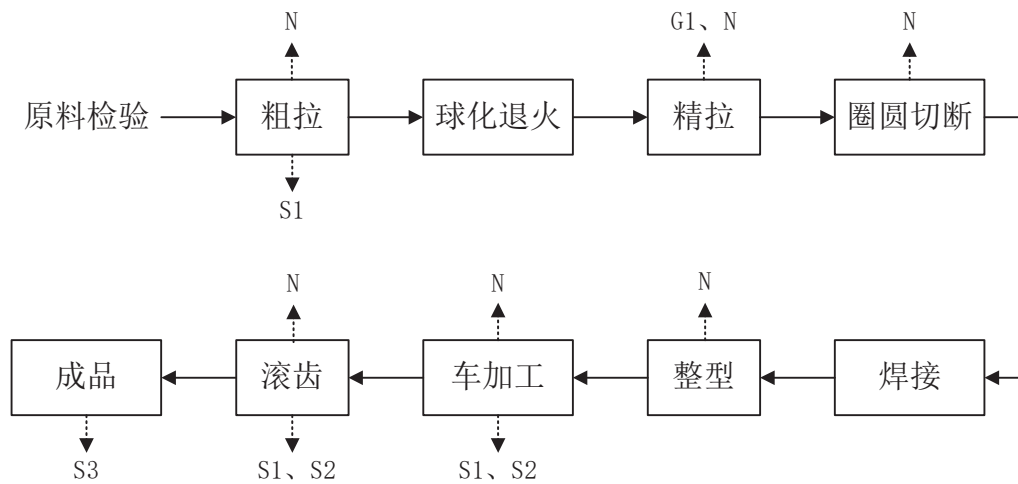 N
G1、N
N
原料检验
粗拉
球化退火
精拉
圈圆切断
S1
N
N
N
成品
滚齿
车加工
整型
焊接
S3
S1、S2
S1、S2